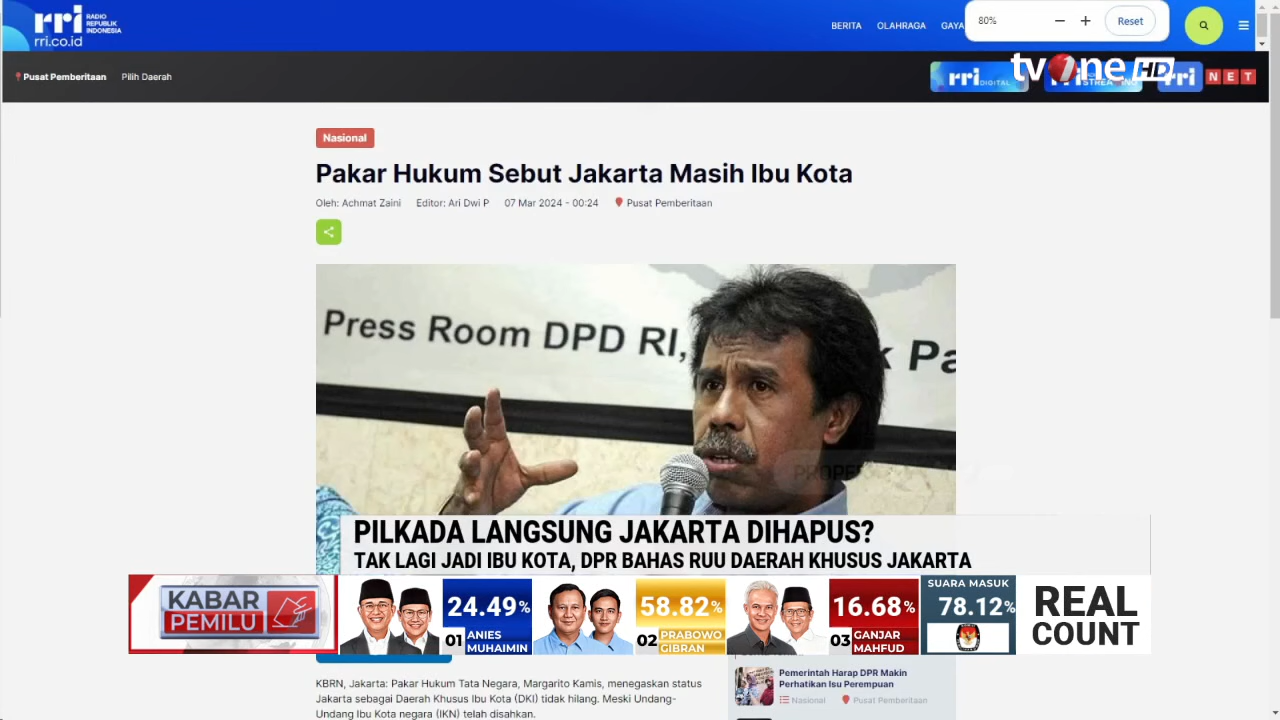 rri RADIO REPUBLIK INDONESIA
rri.co.id
BERITA OLAHRAGA GAYA
80% − + Reset
Pusat Pemberitaan Pilih Daerah
rri DIGITAL
rri NET
tvOne HD
Nasional
Pakar Hukum Sebut Jakarta Masih Ibu Kota
Oleh: Achmat Zaini Editor: Ari Dwi P 07 Mar 2024 - 00:24 Pusat Pemberitaan
Press Room DPD RI,
PILKADA LANGSUNG JAKARTA DIHAPUS?
TAK LAGI JADI IBU KOTA, DPR BAHAS RUU DAERAH KHUSUS JAKARTA
KABAR PEMILU
24.49%
01 ANIES MUHAIMIN
58.82%
02 PRABOWO GIBRAN
16.68%
03 GANJAR MAHFUD
SUARA MASUK
78.12%
REAL COUNT
KBRN, Jakarta: Pakar Hukum Tata Negara, Margarito Kamis, menegaskan status
Jakarta sebagai Daerah Khusus Ibu Kota (DKI) tidak hilang. Meski Undang-
Undang Ibu Kota negara (IKN) telah disahkan.
Pemerintah Harap DPR Makin
Perhatikan Isu Perempuan
Nasional Pusat Pemberitaan